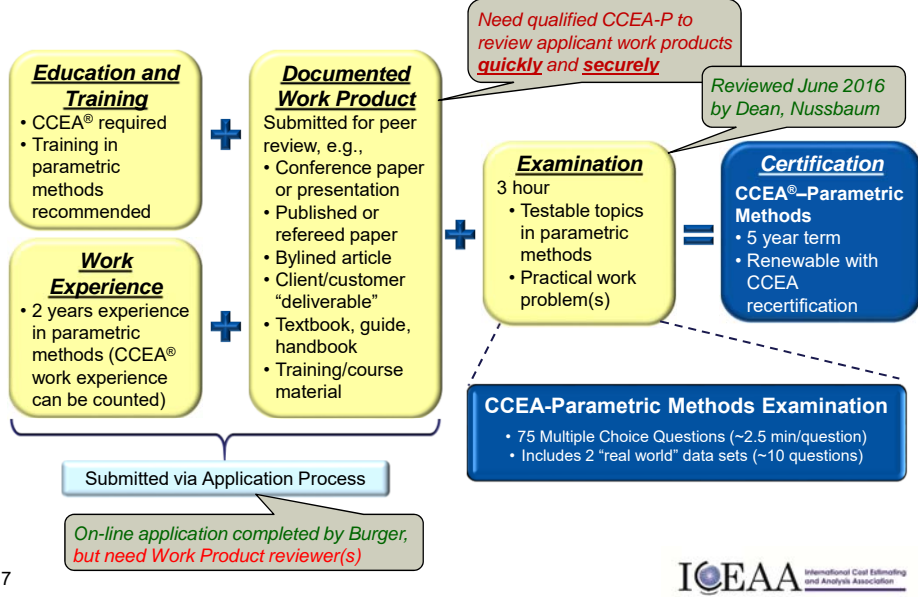 Need qualified CCEA-P to
review applicant work products
quickly and securely
Reviewed June 2016
by Dean, Nussbaum
Education and
Training
• CCEA® required
• Training in
parametric
methods
recommended
+
Documented
Work Product
Submitted for peer
review, e.g.,
• Conference paper
or presentation
• Published or
refereed paper
• Bylined article
• Client/customer
“deliverable”
• Textbook, guide,
handbook
• Training/course
material
Work
Experience
• 2 years experience
in parametric
methods (CCEA®
work experience
can be counted)
+
+
Examination
3 hour
• Testable topics
in parametric
methods
• Practical work
problem(s)
=
Certification
CCEA®–Parametric
Methods
• 5 year term
• Renewable with
CCEA
recertification
CCEA-Parametric Methods Examination
• 75 Multiple Choice Questions (~2.5 min/question)
• Includes 2 “real world” data sets (~10 questions)
Submitted via Application Process
On-line application completed by Burger,
but need Work Product reviewer(s)
7
ICEAA
International Cost Estimating
and Analysis Association